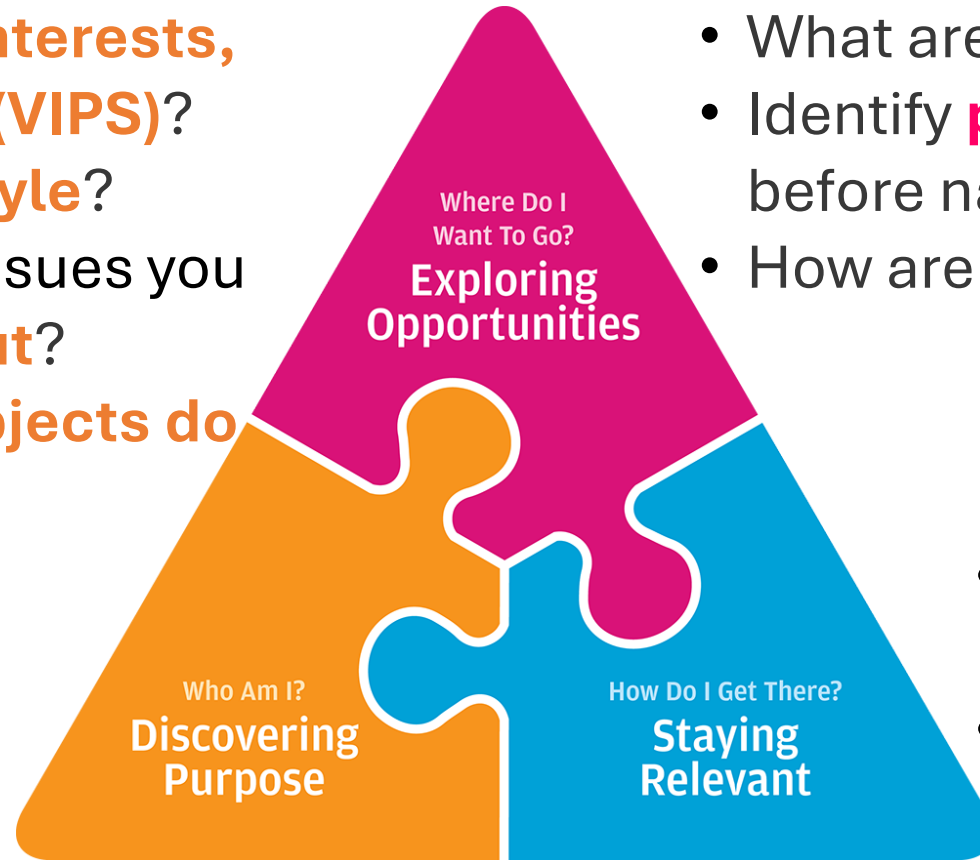 nterests,
(VIPS)?
yle?
sues you
ut?
bjects do
• What are
• Identify p
before na
• How are
Where Do I
Want To Go?
Exploring
Opportunities
Who Am I?
Discovering
Purpose
How Do I Get There?
Staying
Relevant
•
•